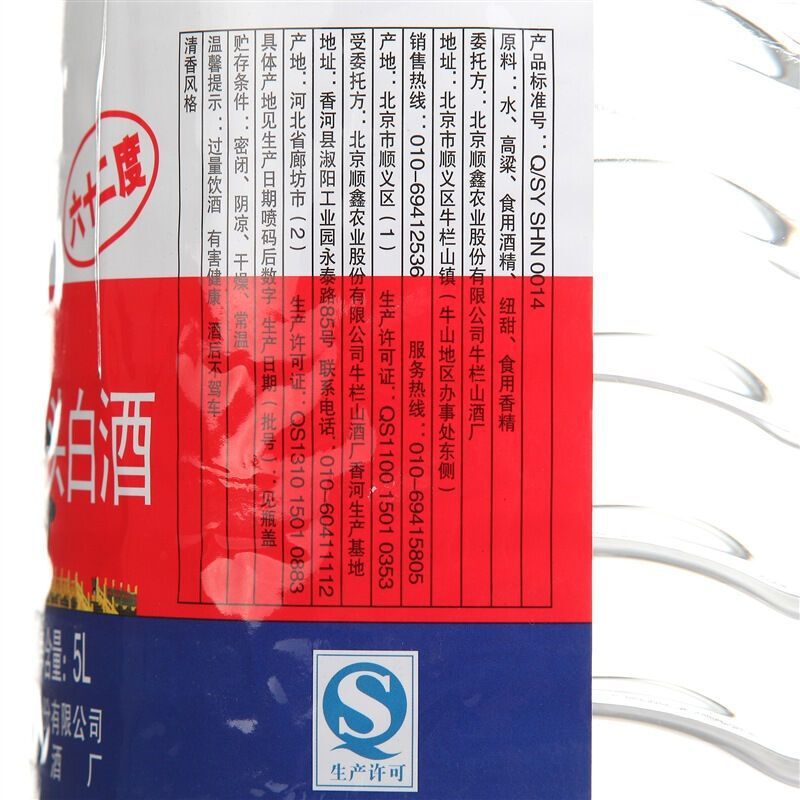 产品标准号：Q/SY SHN 0014
原料：水、高粱、食用酒精、纽甜、食用香精
委托方：北京顺鑫农业股份有限公司牛栏山酒厂
地址：北京市顺义区牛栏山镇（牛山地区办事处东侧）
销售热线：010-69412536 服务热线：010-69415805
产地：北京市顺义区（1） 生产许可证：QS1100 1501 0353
受委托方：北京顺鑫农业股份有限公司牛栏山酒厂香河生产基地
地址：香河县淑阳工业园永泰路85号 联系电话：010-60411112
产地：河北省廊坊市（2） 生产许可证：QS1310 1501 0883
具体产地见生产日期喷码后数字 生产日期（批号）：见瓶盖
贮存条件：密闭、阴凉、干燥、常温
温馨提示：过量饮酒 有害健康 酒后不驾车
清香风格
六十二度
头白酒
含量：5L
份有限公司
酒厂
生产许可